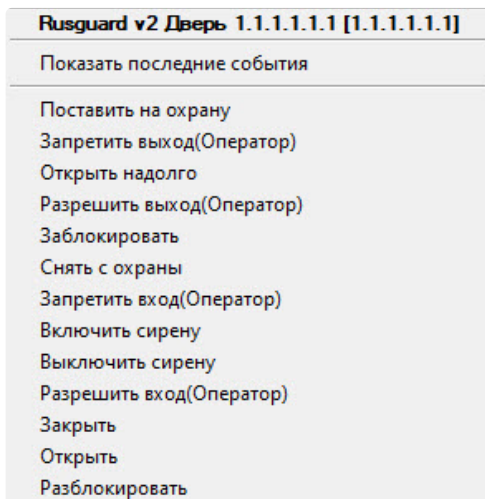 Rusguard v2 Дверь 1.1.1.1.1.1 [1.1.1.1.1.1]
Показать последние события
Поставить на охрану
Запретить выход(Оператор)
Открыть надолго
Разрешить выход(Оператор)
Заблокировать
Снять с охраны
Запретить вход(Оператор)
Включить сирену
Выключить сирену
Разрешить вход(Оператор)
Закрыть
Открыть
Разблокировать